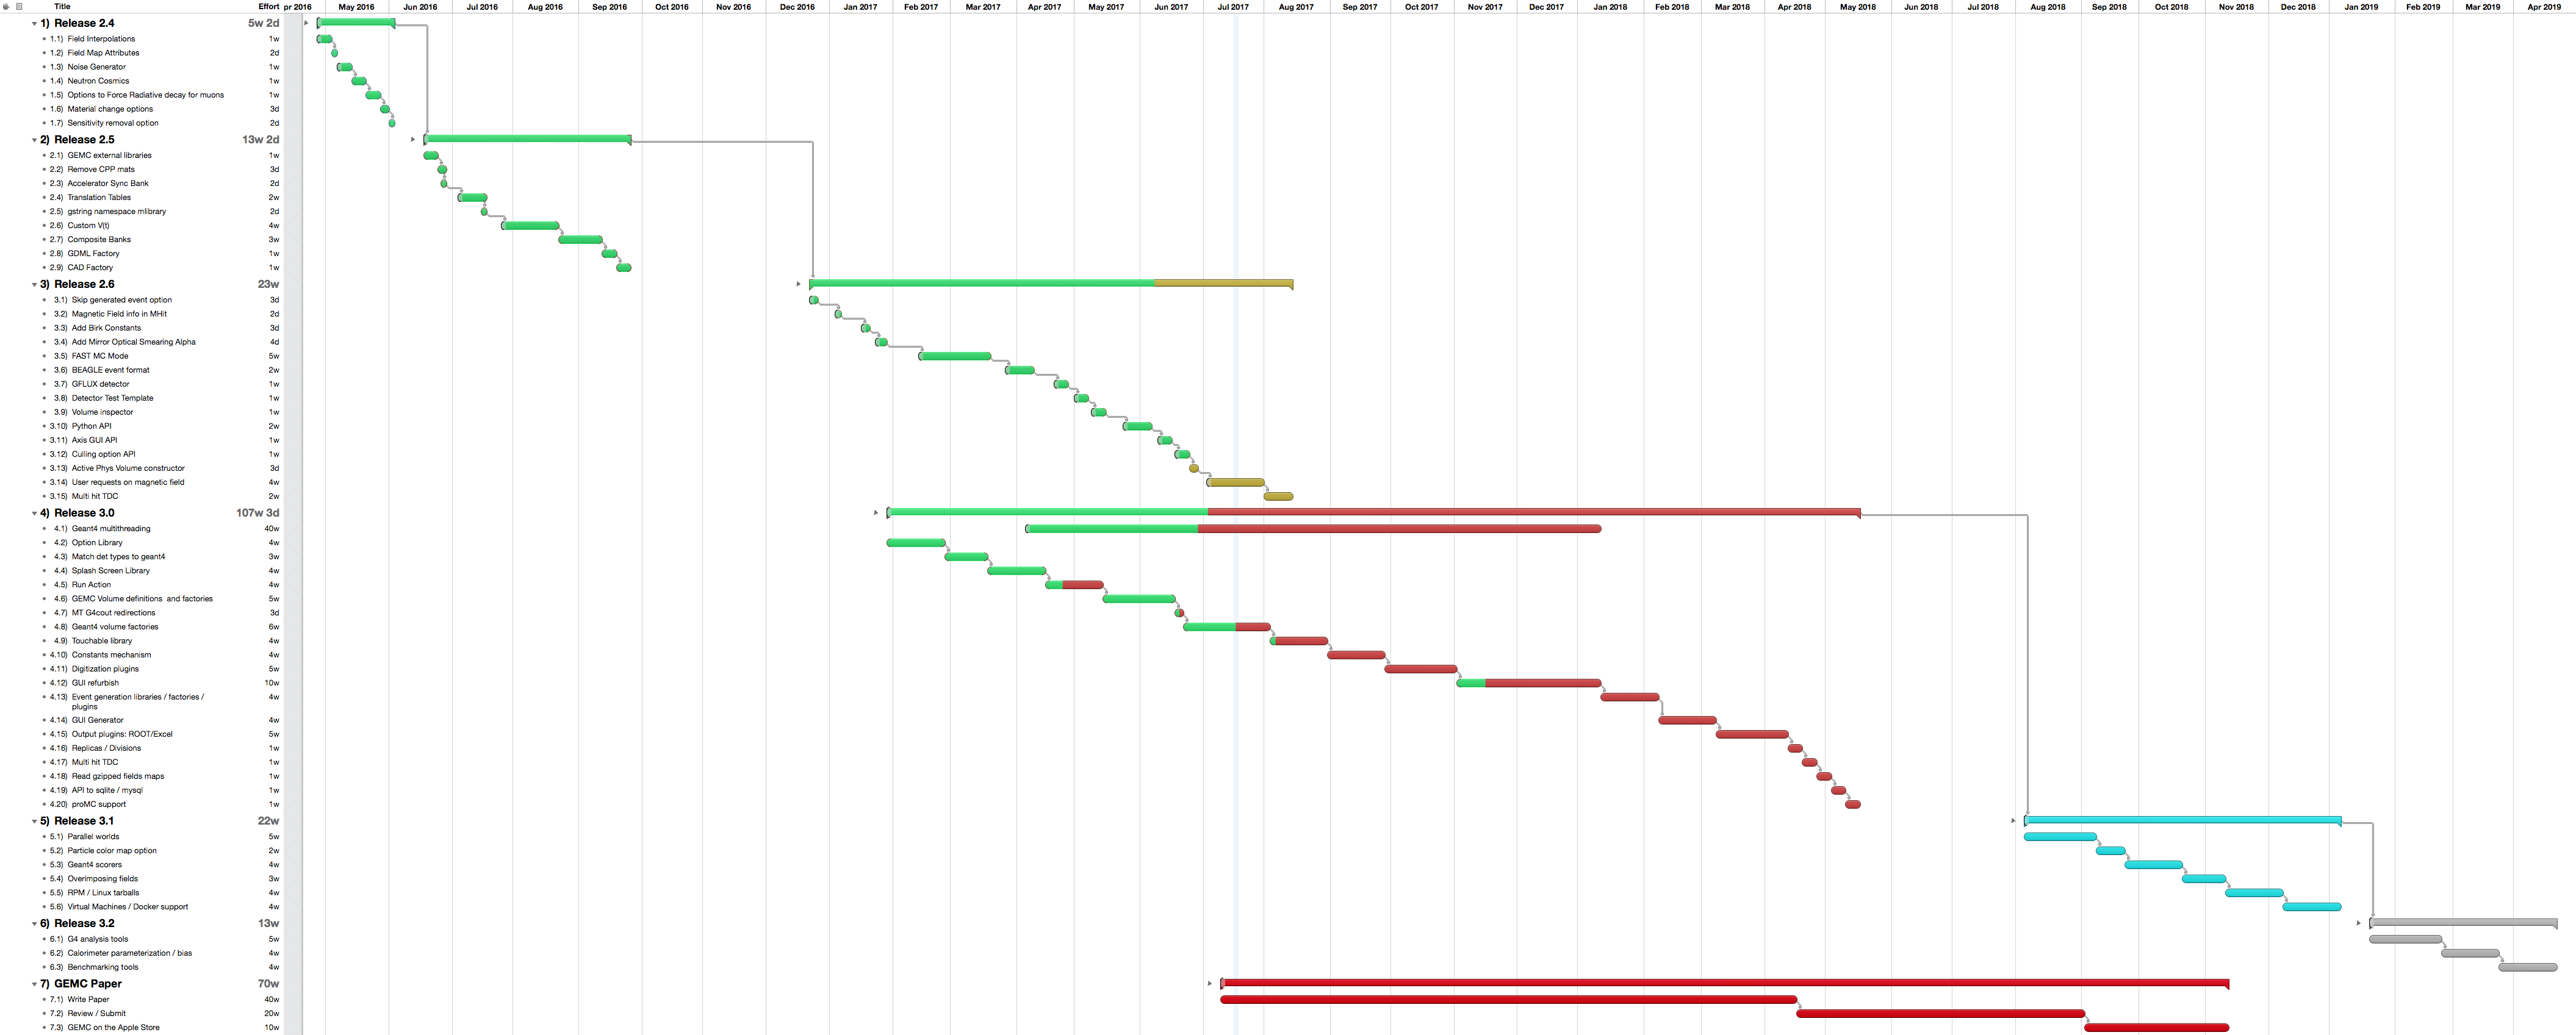 Title Effort pr 2016 May 2016 Jun 2016 Jul 2016 Aug 2016 Sep 2016 Oct 2016 Nov 2016 Dec 2016 Jan 2017 Feb 2017 Mar 2017 Apr 2017 May 2017 Jun 2017 Jul 2017 Aug 2017 Sep 2017 Oct 2017 Nov 2017 Dec 2017 Jan 2018 Feb 2018 Mar 2018 Apr 2018 May 2018 Jun 2018 Jul 2018 Aug 2018 Sep 2018 Oct 2018 Nov 2018 Dec 2018 Jan 2019 Feb 2019 Mar 2019 Apr 2019
1) Release 2.4 5w 2d
1.1) Field Interpolations 1w
1.2) Field Map Attributes 2d
1.3) Noise Generator 1w
1.4) Neutron Cosmics 1w
1.5) Options to Force Radiative decay for muons 1w
1.6) Material change options 3d
1.7) Sensitivity removal option 2d
2) Release 2.5 13w 2d
2.1) GEMC external libraries 1w
2.2) Remove CPP mats 3d
2.3) Accelerator Sync Bank 2d
2.4) Translation Tables 2w
2.5) gstring namespace mlibrary 2d
2.6) Custom V(t) 4w
2.7) Composite Banks 3w
2.8) GDML Factory 1w
2.9) CAD Factory 1w
3) Release 2.6 23w
3.1) Skip generated event option 3d
3.2) Magnetic Field info in MHit 2d
3.3) Add Birk Constants 3d
3.4) Add Mirror Optical Smearing Alpha 4d
3.5) FAST MC Mode 5w
3.6) BEAGLE event format 2w
3.7) GFLUX detector 1w
3.8) Detector Test Template 1w
3.9) Volume inspector 1w
3.10) Python API 2w
3.11) Axis GUI API 1w
3.12) Culling option API 1w
3.13) Active Phys Volume constructor 3d
3.14) User requests on magnetic field 4w
3.15) Multi hit TDC 2w
4) Release 3.0 107w 3d
4.1) Geant4 multithreading 40w
4.2) Option Library 4w
4.3) Match det types to geant4 3w
4.4) Splash Screen Library 4w
4.5) Run Action 4w
4.6) GEMC Volume definitions and factories 5w
4.7) MT G4cout redirections 3d
4.8) Geant4 volume factories 6w
4.9) Touchable library 4w
4.10) Constants mechanism 4w
4.11) Digitization plugins 5w
4.12) GUI refurbish 10w
4.13) Event generation libraries / factories / 4w
plugins
4.14) GUI Generator 4w
4.15) Output plugins: ROOT/Excel 5w
4.16) Replicas / Divisions 1w
4.17) Multi hit TDC 1w
4.18) Read gzipped fields maps 1w
4.19) API to sqlite / mysql 1w
4.20) proMC support 1w
5) Release 3.1 22w
5.1) Parallel worlds 5w
5.2) Particle color map option 2w
5.3) Geant4 scorers 4w
5.4) Overimposing fields 3w
5.5) RPM / Linux tarballs 4w
5.6) Virtual Machines / Docker support 4w
6) Release 3.2 13w
6.1) G4 analysis tools 5w
6.2) Calorimeter parameterization / bias 4w
6.3) Benchmarking tools 4w
7) GEMC Paper 70w
7.1) Write Paper 40w
7.2) Review / Submit 20w
7.3) GEMC on the Apple Store 10w